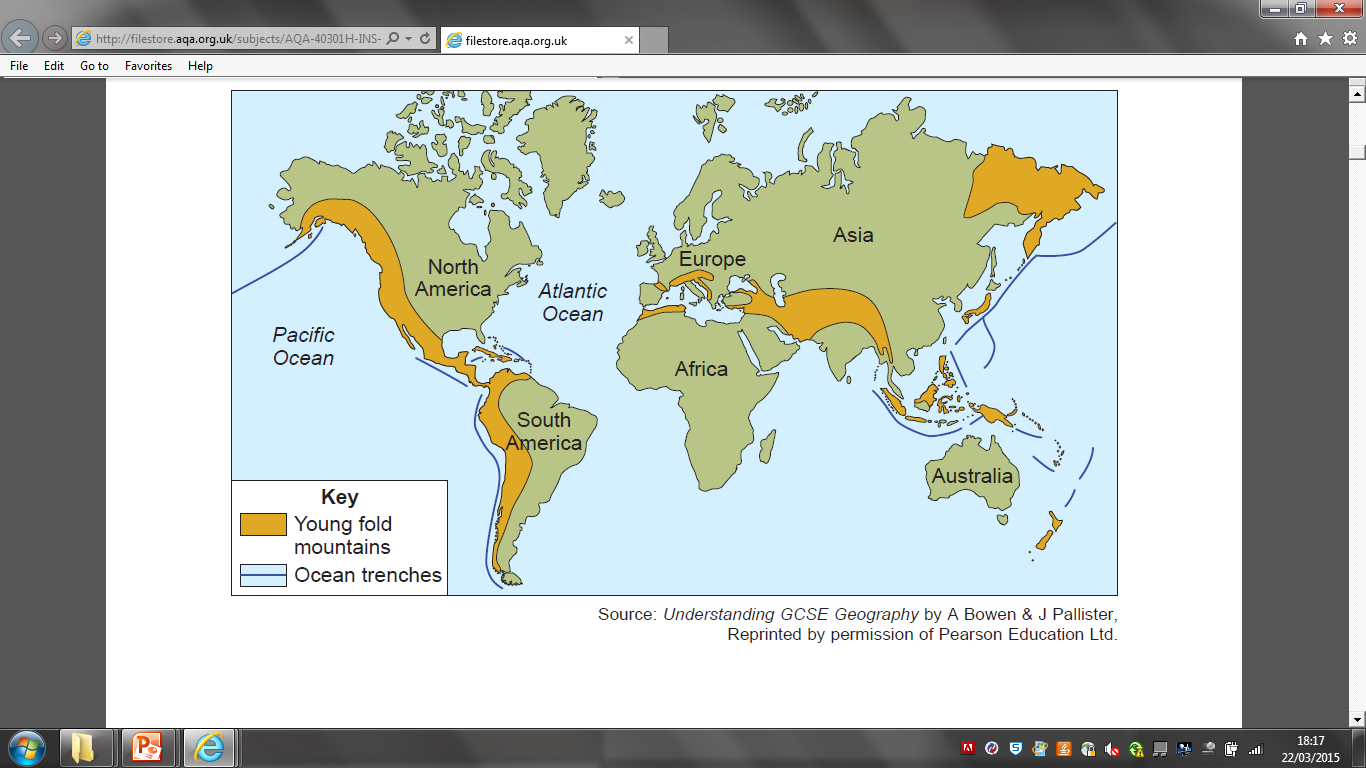 http://filestore.aqa.org.uk/subjects/AQA-40301H-INS-
filestore.aqa.org.uk
File Edit Go to Favorites Help
North
America
Atlantic
Ocean
Pacific
Ocean
Europe
Asia
Africa
South
America
Australia
Key
Young fold
mountains
Ocean trenches
Source: Understanding GCSE Geography by A Bowen & J Pallister,
Reprinted by permission of Pearson Education Ltd.
18:17
22/03/2015